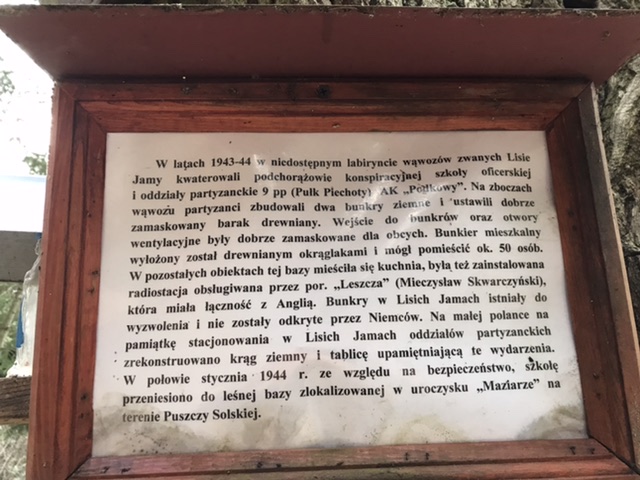 W latach 1943-44 w niedostępnym labiryncie wąwozów zwanych Lisie
Jamy kwaterowali podchorążowie konspiracyjnej szkoły oficerskiej
i oddziały partyzanckie 9 pp (Pułk Piechoty) AK „Podkowy". Na zboczach
wąwozu partyzanci zbudowali dwa bunkry ziemne i ustawili dobrze
zamaskowany barak drewniany. Wejście do bunkrów oraz otwory
wentylacyjne były dobrze zamaskowane dla obcych. Bunkier mieszkalny
wyłożony został drewnianym okrąglakami i mógł pomieścić ok. 50 osób.
W pozostałych obiektach tej bazy mieściła się kuchnia, była też zainstalowana
radiostacja obsługiwana przez por. „Leszcza" (Mieczysław Skwarczyński),
która miała łączność z Anglią. Bunkry w Lisich Jamach istniały do
wyzwolenia i nie zostały odkryte przez Niemców. Na małej polance na
pamiątkę stacjonowania w Lisich Jamach oddziałów partyzanckich
zrekonstruowano krąg ziemny i tablicę upamiętniającą te wydarzenia.
W połowie stycznia 1944 r. ze względu na bezpieczeństwo, szkołę
przeniesiono do leśnej bazy zlokalizowanej w uroczysku „Maziarze" na
terenie Puszczy Solskiej.